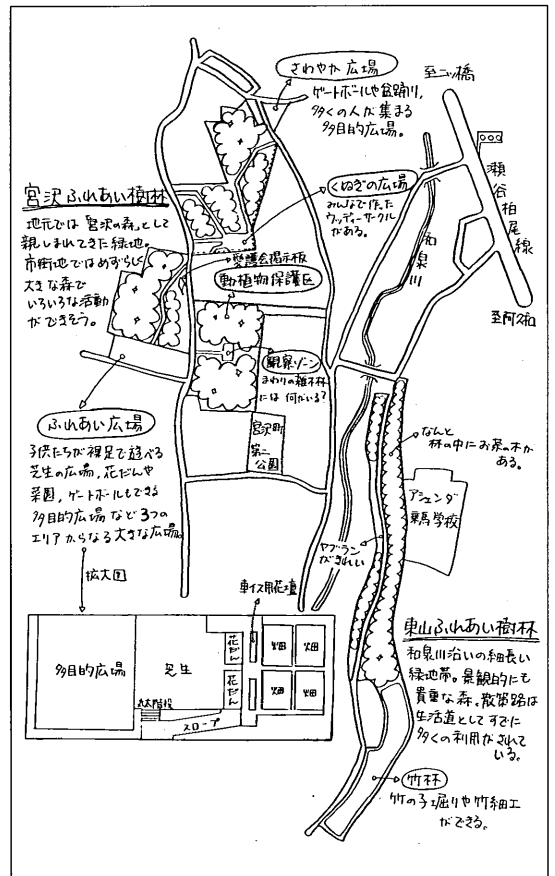 さわやか広場
ゲートボールや盆踊り,
多くの人が集まる
多目的広場。
至二ッ橋
瀬谷柏尾線
至阿久和
くぬぎの広場
みんなで作った
ウッディーサークル
がある。
和泉川
宮沢ふれあい樹林
地元では宮沢の森として
親しまれてきた緑地。
市街地ではめずらしく
大きな森で
いろいろな活動
ができそう。
愛護会掲示板
動植物保護区
観察ゾーン
まわりの雑木林
には何がいる?
宮沢町
第二
公園
ふれあい広場
子供たちが裸足で遊べる
芝生の広場,花だんや
菜園,ゲートボールもできる
多目的広場など3つの
エリアからなる大きな広場。
なんと
林の中にお茶の木が
ある。
アシェンダ
乗馬学校
ヤブラン
がきれい
拡大図
車イス用花壇
多目的広場
芝生
花だん
花だん
畑
畑
畑
畑
丸太階段
スロープ
東山ふれあい樹林
和泉川沿いの細長い
緑地帯。景観的にも
貴重な森。散策路は
生活道としてすでに
多くの利用がされて
いる。
竹林
竹の子堀りや竹細工
ができる。